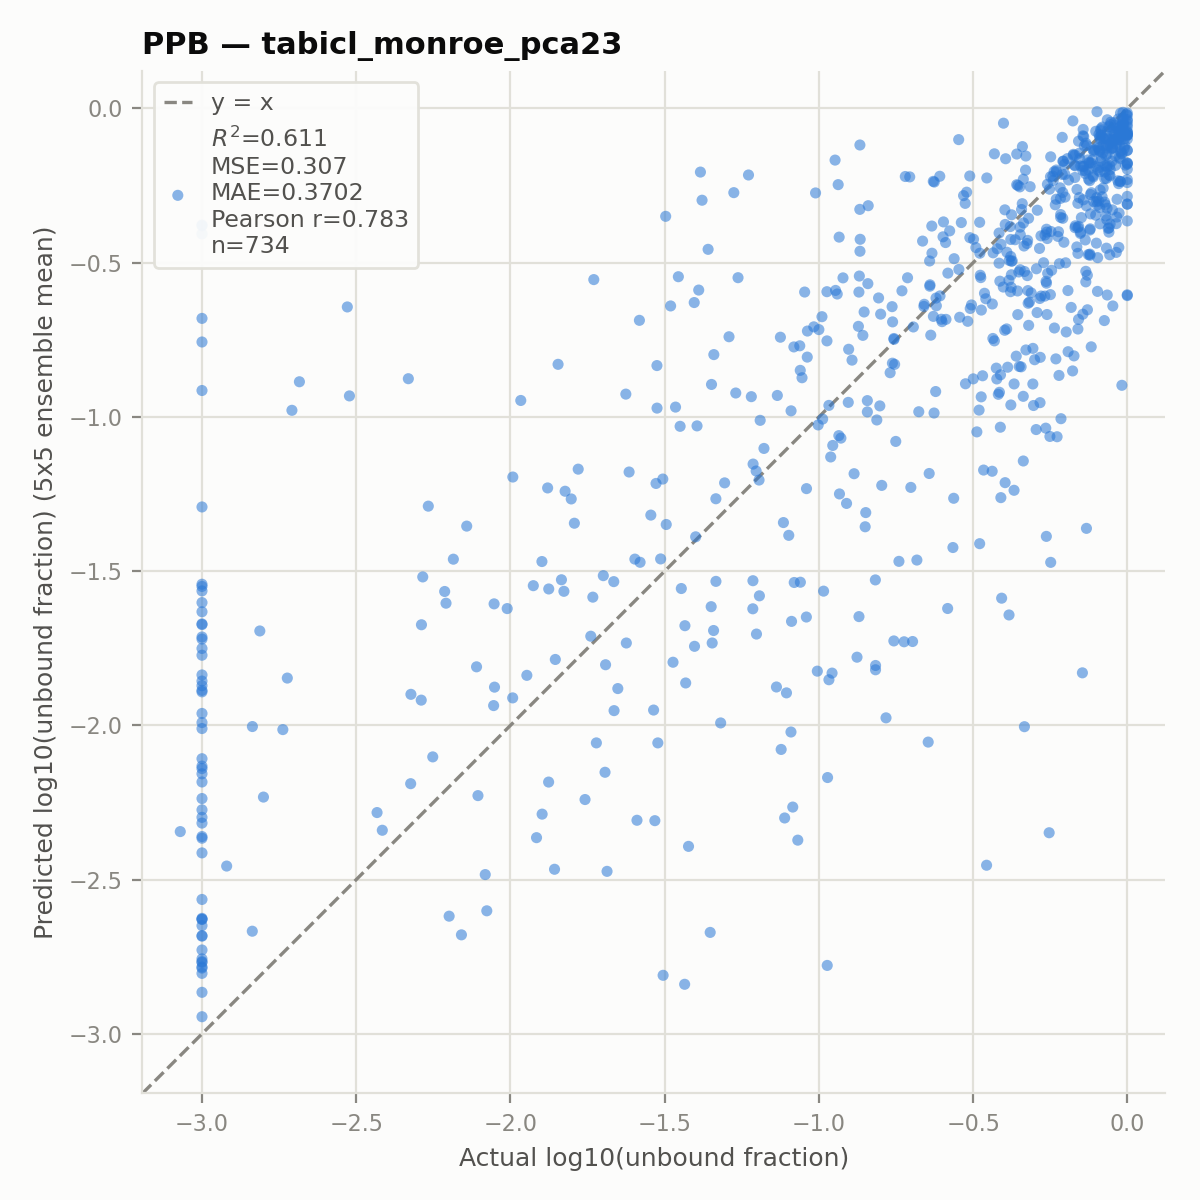 PPB — tabicl_monroe_pca23
y = x
R²=0.611
MSE=0.307
MAE=0.3702
Pearson r=0.783
n=734
Predicted log10(unbound fraction) (5x5 ensemble mean)
0.0
−0.5
−1.0
−1.5
−2.0
−2.5
−3.0
−3.0 −2.5 −2.0 −1.5 −1.0 −0.5 0.0
Actual log10(unbound fraction)